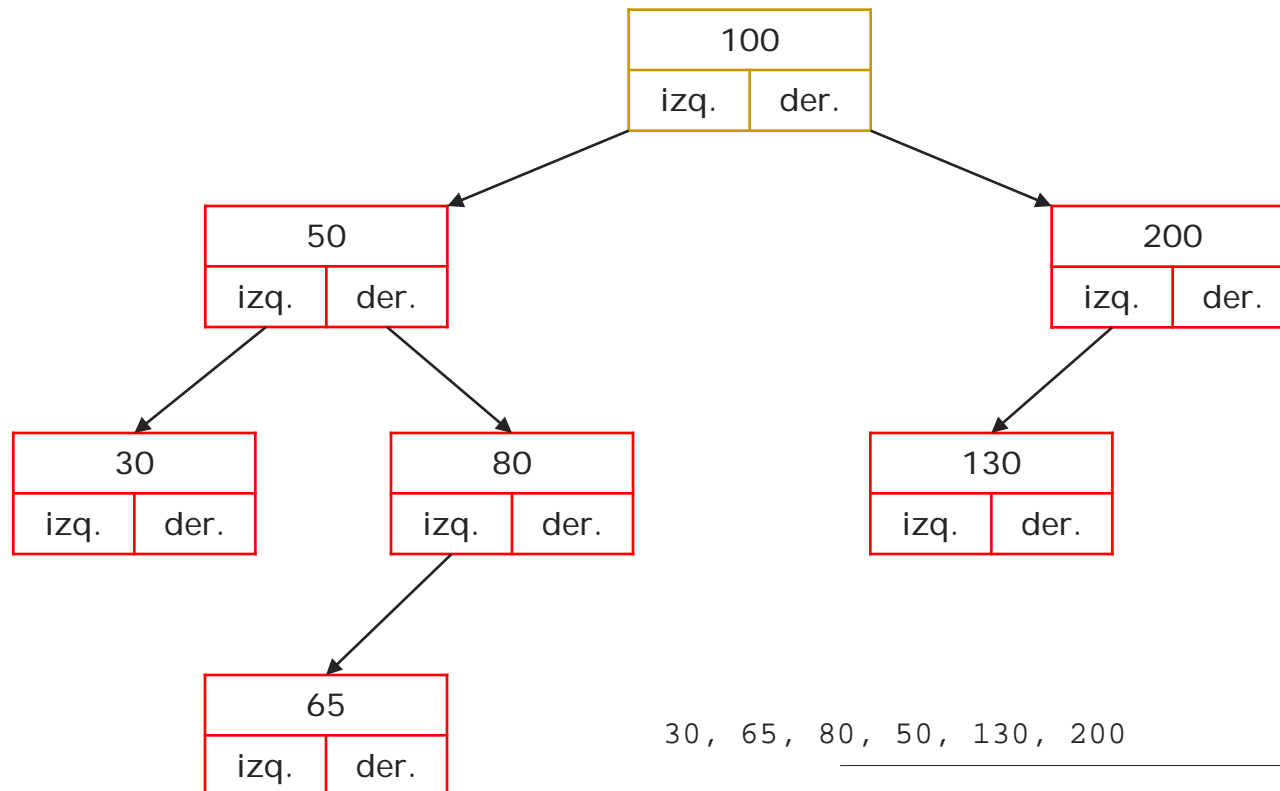 100
izq. der.
50 200
izq. der. izq. der.
30 80 130
izq. der. izq. der. izq. der.
65
izq. der.
30, 65, 80, 50, 130, 200